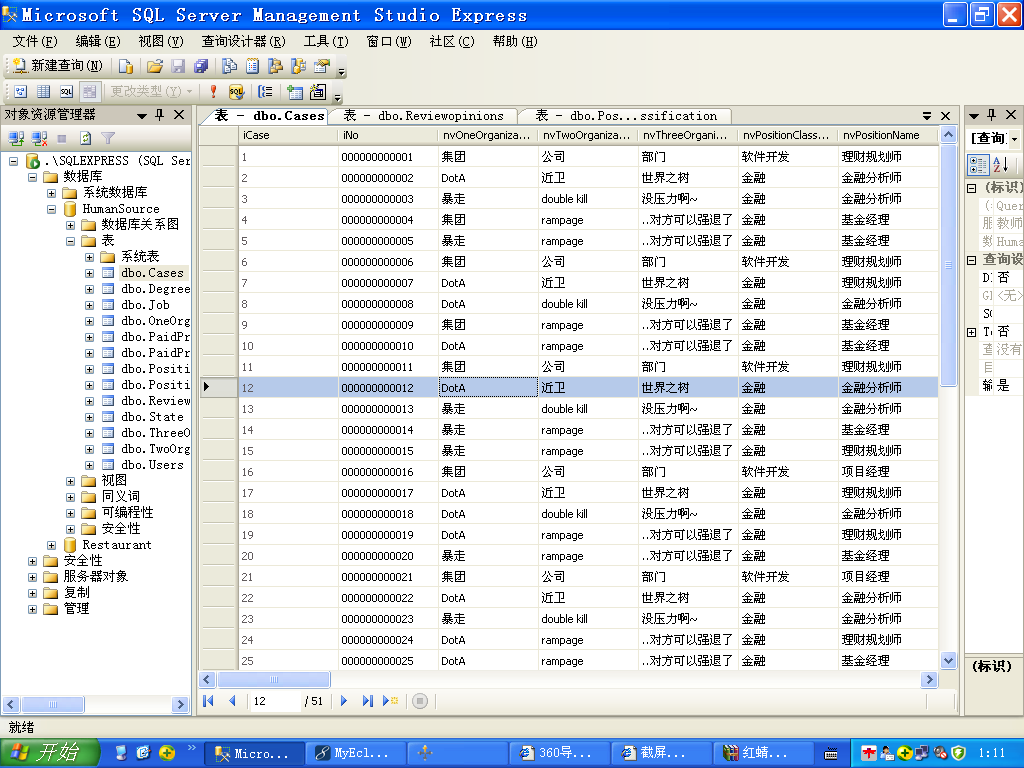 Microsoft SQL Server Management Studio Express
文件(F) 编辑(E) 视图(V) 查询设计器(R) 工具(T) 窗口(W) 社区(C) 帮助(H)
新建查询(N)
更改类型(Y)
对象资源管理器
.\SQLEXPRESS (SQL Ser
数据库
系统数据库
HumanSource
数据库关系图
表
系统表
dbo.Cases
dbo.Degree
dbo.Job
dbo.OneOrg
dbo.PaidPr
dbo.PaidPr
dbo.Positi
dbo.Positi
dbo.Review
dbo.State
dbo.ThreeO
dbo.TwoOrg
dbo.Users
视图
同义词
可编程性
安全性
Restaurant
安全性
服务器对象
复制
管理
表 - dbo.Cases 表 - dbo.Reviewopinions 表 - dbo.Pos...ssification
iCase iNo nvOneOrganiza... nvTwoOrganiza... nvThreeOrgani... nvPositionClass... nvPositionName
1 000000000001 集团 公司 部门 软件开发 理财规划师
2 000000000002 DotA 近卫 世界之树 金融 金融分析师
3 000000000003 暴走 double kill 没压力啊~ 金融 金融分析师
4 000000000004 暴走 rampage ..对方可以强退了 金融 基金经理
5 000000000005 暴走 rampage ..对方可以强退了 金融 基金经理
6 000000000006 集团 公司 部门 软件开发 理财规划师
7 000000000007 DotA 近卫 世界之树 金融 金融分析师
8 000000000008 DotA double kill 没压力啊~ 金融 金融分析师
9 000000000009 集团 rampage ..对方可以强退了 金融 基金经理
10 000000000010 DotA rampage ..对方可以强退了 金融 基金经理
11 000000000011 集团 公司 部门 软件开发 理财规划师
12 000000000012 DotA 近卫 世界之树 金融 金融分析师
13 000000000013 暴走 double kill 没压力啊~ 金融 金融分析师
14 000000000014 暴走 rampage ..对方可以强退了 金融 基金经理
15 000000000015 暴走 rampage ..对方可以强退了 金融 理财规划师
16 000000000016 集团 公司 部门 软件开发 项目经理
17 000000000017 DotA 近卫 世界之树 金融 理财规划师
18 000000000018 DotA double kill 没压力啊~ 金融 金融分析师
19 000000000019 DotA rampage ..对方可以强退了 金融 理财规划师
20 000000000020 暴走 rampage ..对方可以强退了 金融 基金经理
21 000000000021 集团 公司 部门 软件开发 项目经理
22 000000000022 DotA 近卫 世界之树 金融 金融分析师
23 000000000023 暴走 double kill 没压力啊~ 金融 金融分析师
24 000000000024 DotA rampage ..对方可以强退了 金融 理财规划师
25 000000000025 DotA rampage ..对方可以强退了 金融 基金经理
12 / 51
[查询
(标识)
(: Quer
服 教师
数 Huma
查询设
D] 否
GI <无>
SQ
To 否
查 没有
目
输 是
(标识)
就绪
开始 Micro... MyEcl... 360导... 截屏... 红蜻... 1:11